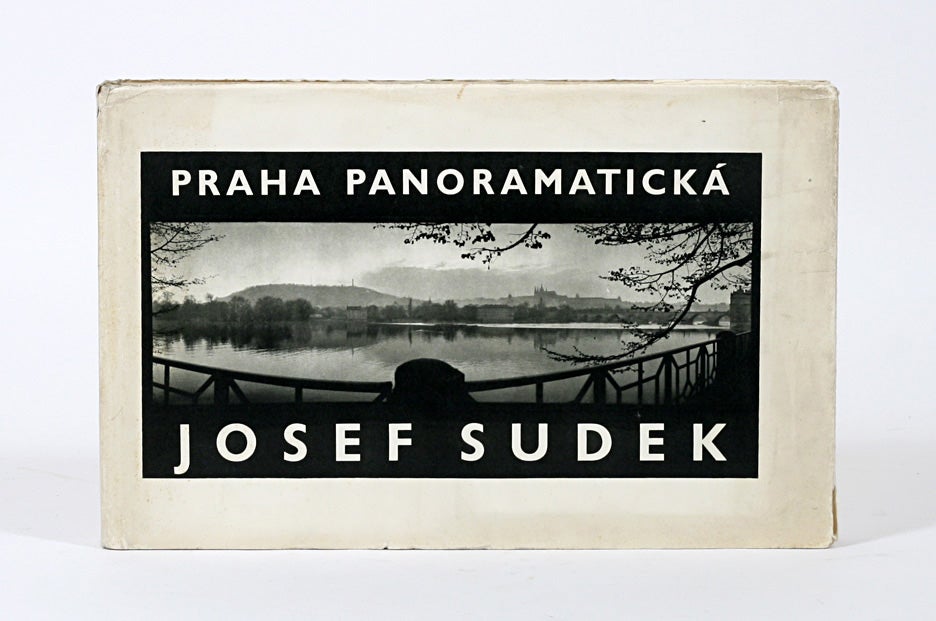 PRAHA PANORAMATICKÁ
JOSEF SUDEK